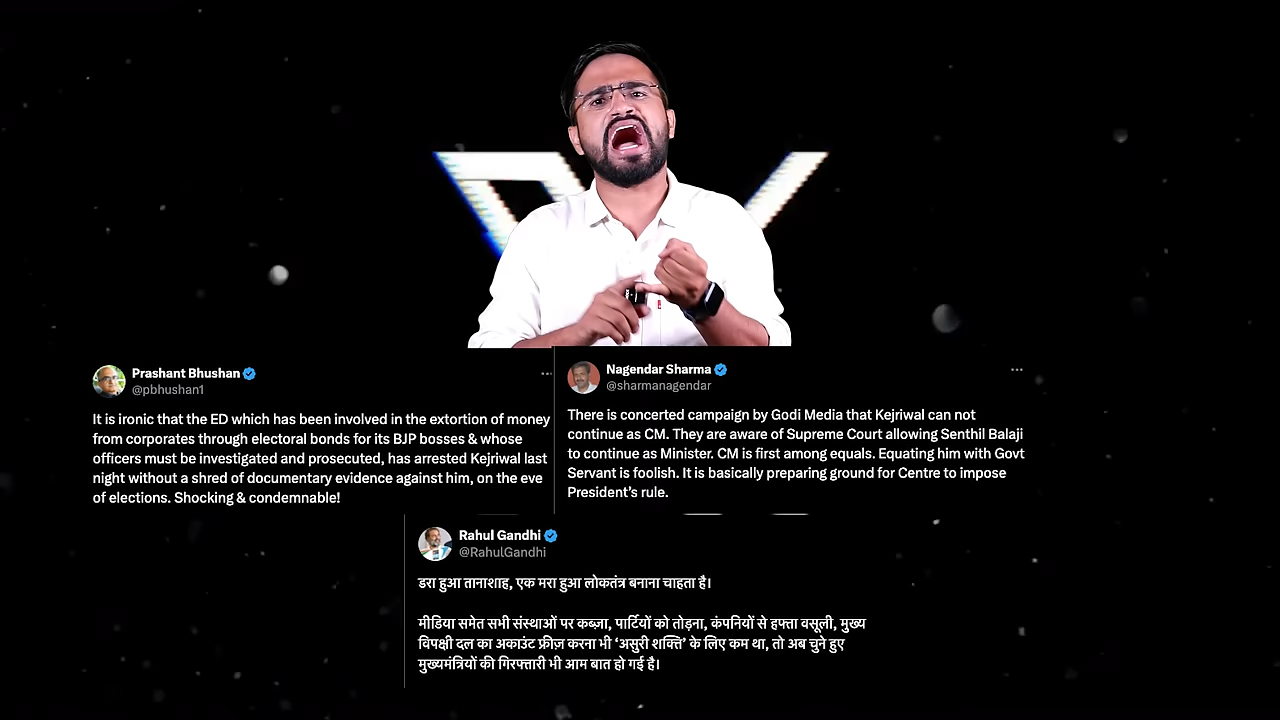 Prashant Bhushan
@pbhushan1
It is ironic that the ED which has been involved in the extortion of money
from corporates through electoral bonds for its BJP bosses & whose
officers must be investigated and prosecuted, has arrested Kejriwal last
night without a shred of documentary evidence against him, on the eve
of elections. Shocking & condemnable!
Nagendar Sharma
@sharmanagendar
There is concerted campaign by Godi Media that Kejriwal can not
continue as CM. They are aware of Supreme Court allowing Senthil Balaji
to continue as Minister. CM is first among equals. Equating him with Govt
Servant is foolish. It is basically preparing ground for Centre to impose
President's rule.
Rahul Gandhi
@RahulGandhi
डरा हुआ तानाशाह, एक मरा हुआ लोकतंत्र बनाना चाहता है।
मीडिया समेत सभी संस्थाओं पर कब्ज़ा, पार्टियों को तोड़ना, कंपनियों से हफ्ता वसूली, मुख्य
विपक्षी दल का अकाउंट फ्रीज़ करना भी ‘असुरी शक्ति’ के लिए कम था, तो अब चुने हुए
मुख्यमंत्रियों की गिरफ्तारी भी आम बात हो गई है।